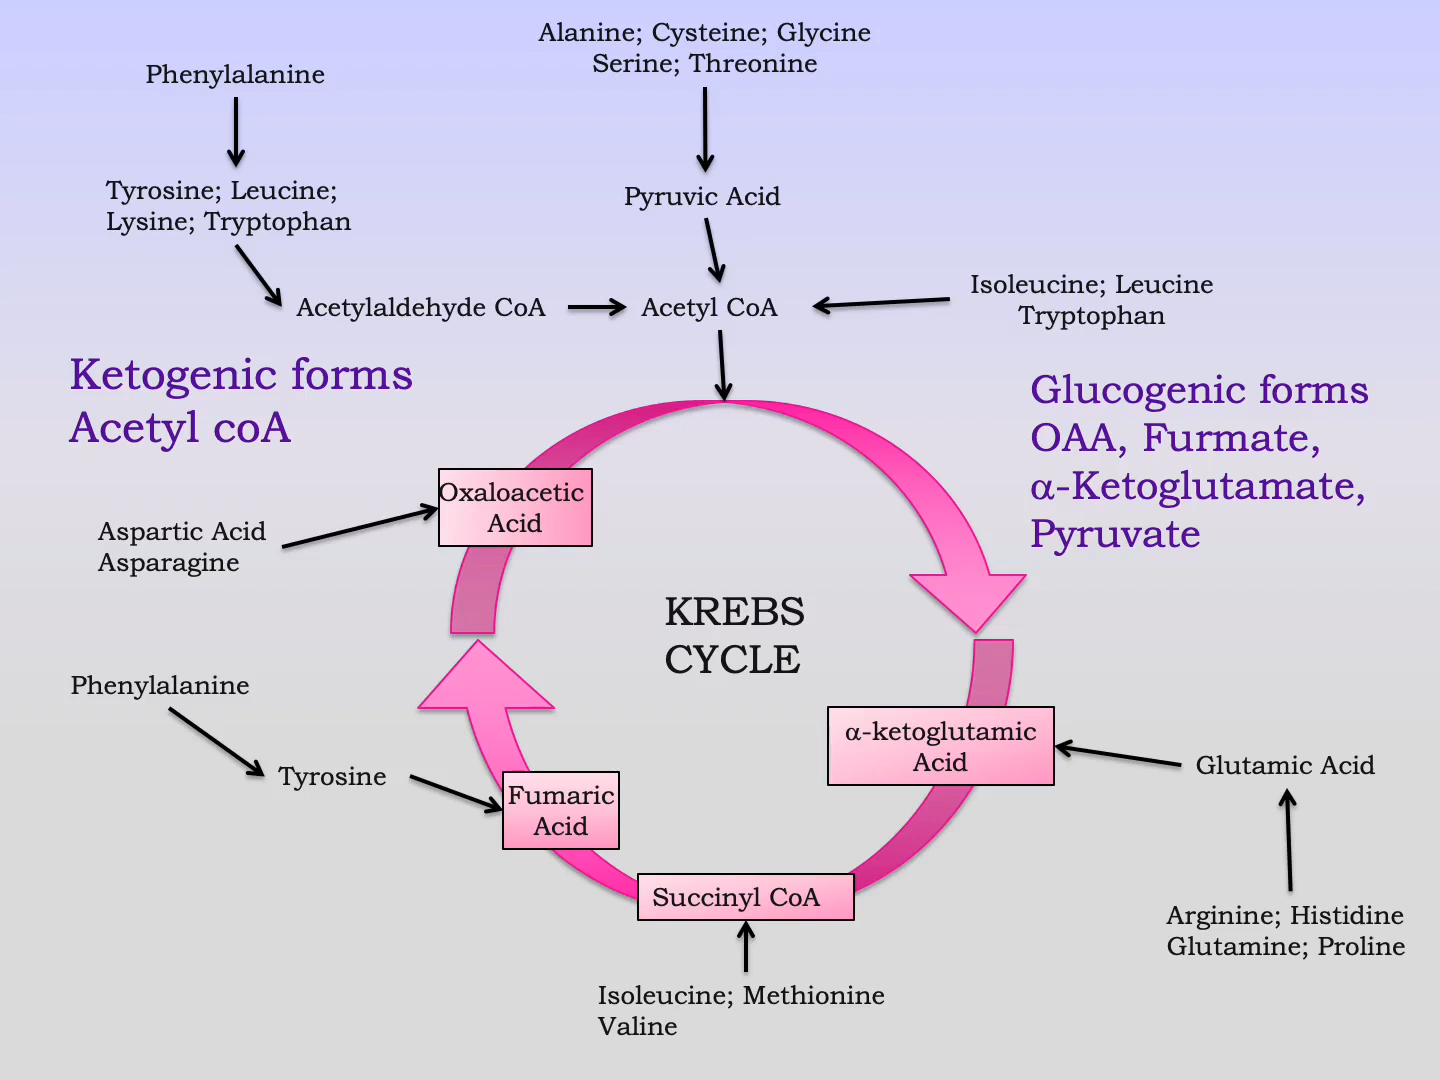 Alanine; Cysteine; Glycine
Serine; Threonine
Phenylalanine
Tyrosine; Leucine;
Lysine; Tryptophan
Pyruvic Acid
Isoleucine; Leucine
Tryptophan
Acetylaldehyde CoA
Acetyl CoA
Ketogenic forms
Acetyl coA
Glucogenic forms
OAA, Furmate,
α-Ketoglutamate,
Pyruvate
Oxaloacetic
Acid
Aspartic Acid
Asparagine
KREBS
CYCLE
Phenylalanine
Tyrosine
α-ketoglutamic
Acid
Glutamic Acid
Fumaric
Acid
Succinyl CoA
Arginine; Histidine
Glutamine; Proline
Isoleucine; Methionine
Valine